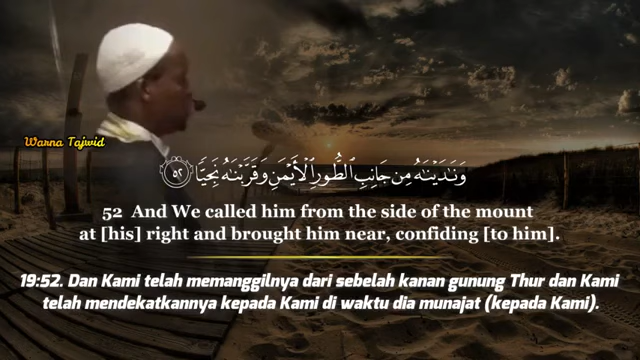 Warna Tajwid
وَنَٰدَيْنَٰهُ مِن جَانِبِ ٱلطُّورِ ٱلْأَيْمَنِ وَقَرَّبْنَٰهُ نَجِيًّا ٥٢
52 And We called him from the side of the mount
at [his] right and brought him near, confiding [to him].
19:52. Dan Kami telah memanggilnya dari sebelah kanan gunung Thur dan Kami
telah mendekatkannya kepada Kami di waktu dia munajat (kepada Kami).